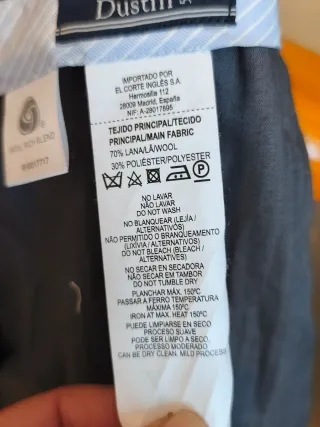 Dustin
IMPORTADO POR
EL CORTE INGLÉS S.A.
Hermosilla 112
28009 Madrid, España
NIF: A-28017895
WOOL RICH BLEND
TEJIDO PRINCIPAL/TECIDO
PRINCIPAL/MAIN FABRIC
70% LANA/LÃ/WOOL
30% POLIÉSTER/POLYESTER
P
NO LAVAR
NÃO LAVAR
DO NOT WASH
NO BLANQUEAR (LEJÍA /
ALTERNATIVOS)
NÃO PERMITIDO O BRANQUEAMENTO
(LIXÍVIA / ALTERNATIVOS)
DO NOT BLEACH (BLEACH /
ALTERNATIVES)
NO SECAR EN SECADORA
NÃO SECAR EM TAMBOR
DO NOT TUMBLE DRY
PLANCHAR MÁX. 150ºC
PASSAR A FERRO TEMPERATURA
MÁXIMA 150ºC
IRON AT MAX. HEAT 150ºC
PUEDE LIMPIARSE EN SECO
PROCESO SUAVE
PODE SER LIMPO A SECO.
PROCESSO MODERADO
CAN BE DRY CLEAN. MILD PROCESS